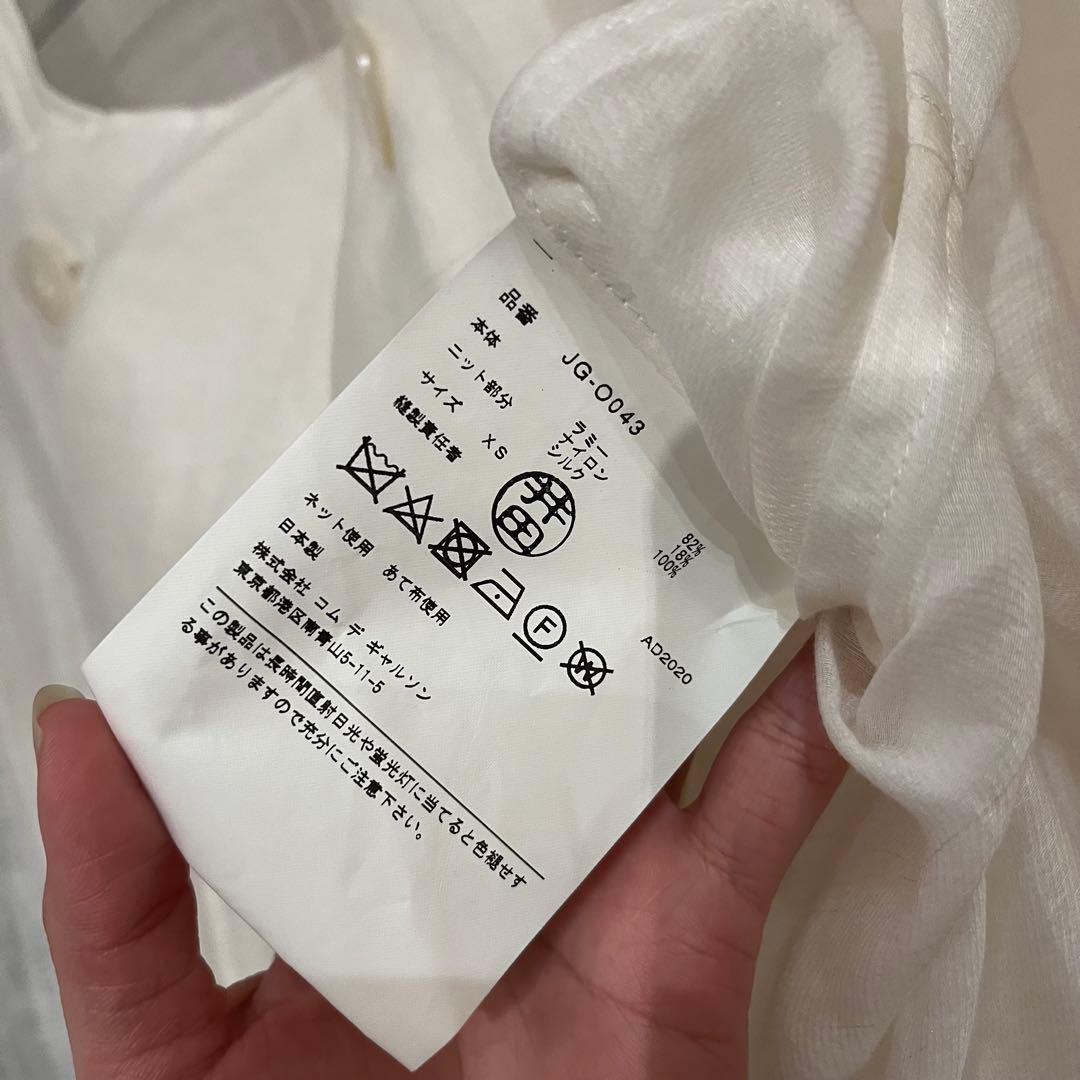 品番 JG-O043
本体 ラミー 82%
ナイロン 18%
ニット部分 シルク 100%
サイズ XS
縫製責任者 井田
AD2020
F
W
ネット使用 あて布使用
日本製
株式会社 コム デ ギャルソン
東京都港区南青山5-11-5
この製品は長時間直射日光や蛍光灯に当てると色褪せす
る事がありますので充分にご注意下さい。